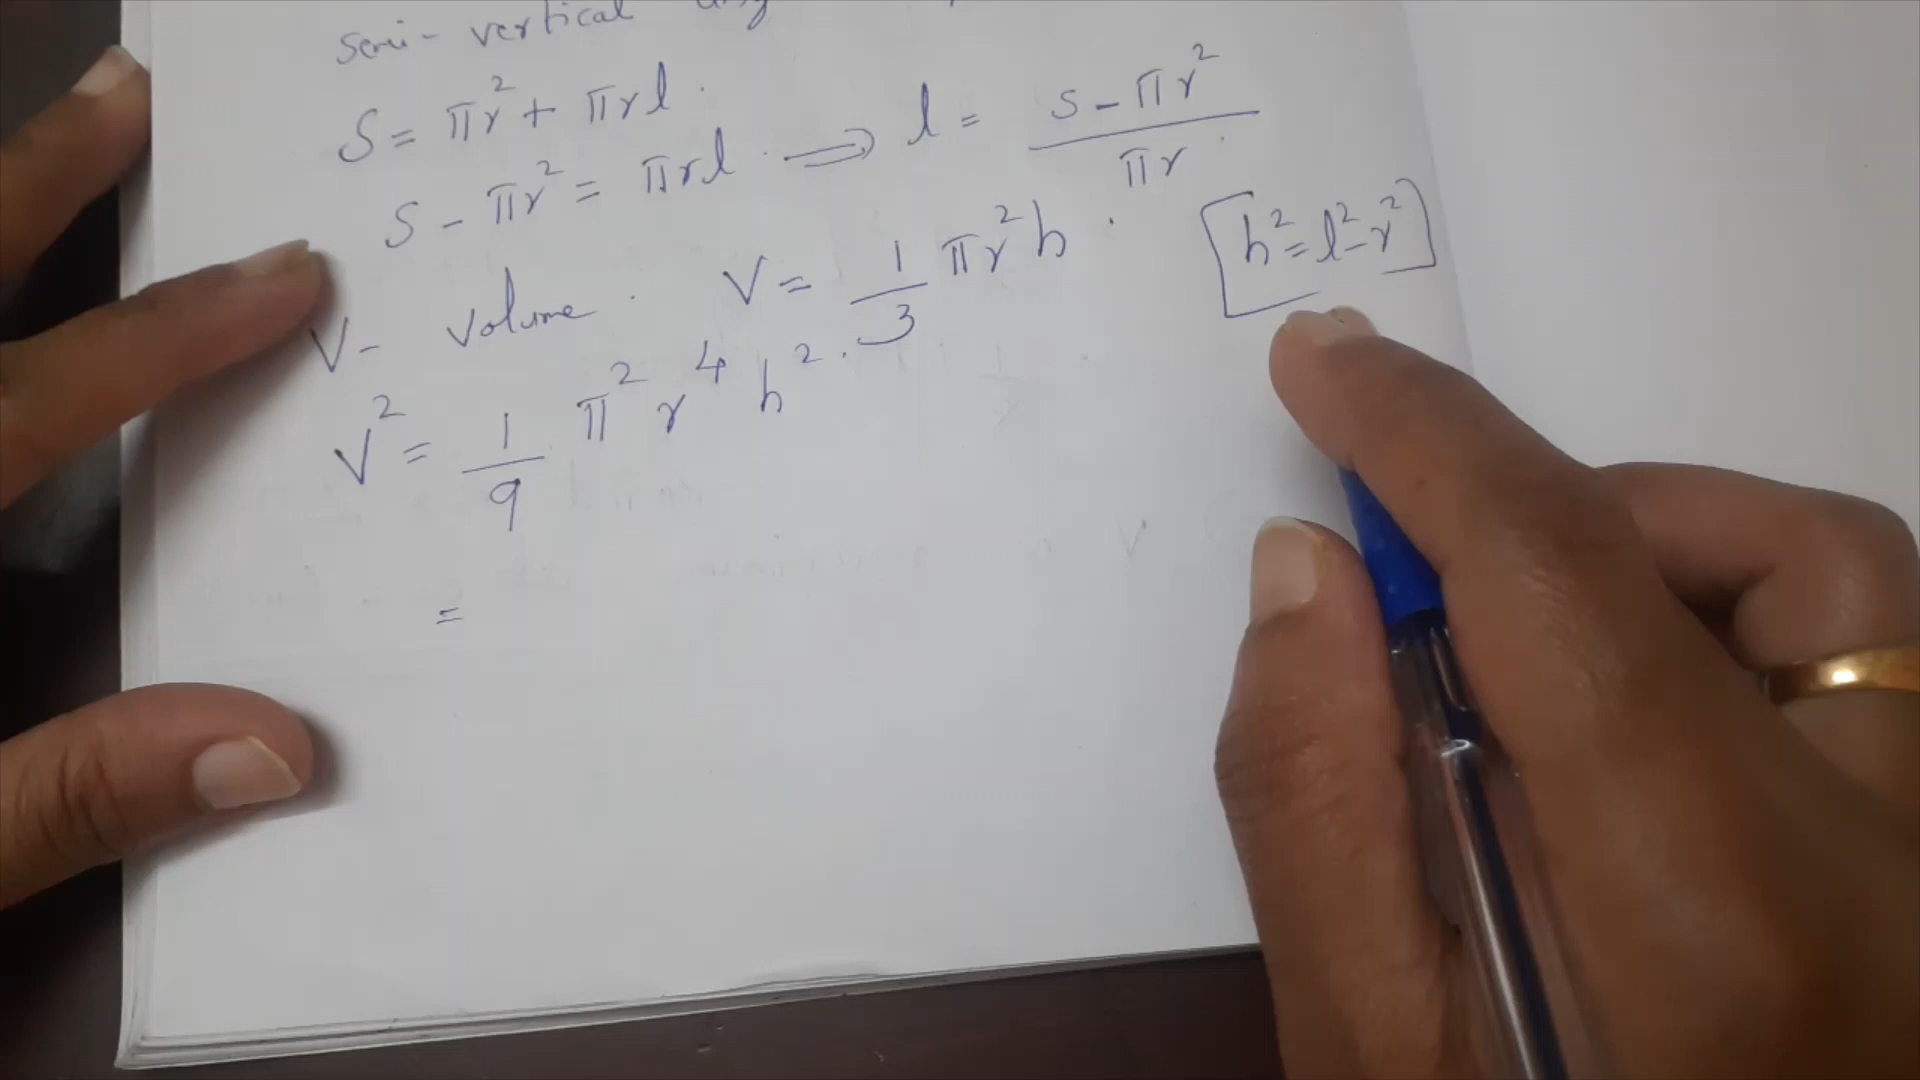 semi- vertical
S = πr² + πrl.
S - πr² = πrl. ⟹ l = (S - πr²)/(πr)
V - Volume. V = 1/3 πr²h. [h² = l² - r²]
V² = 1/9 π² r⁴ h².
=